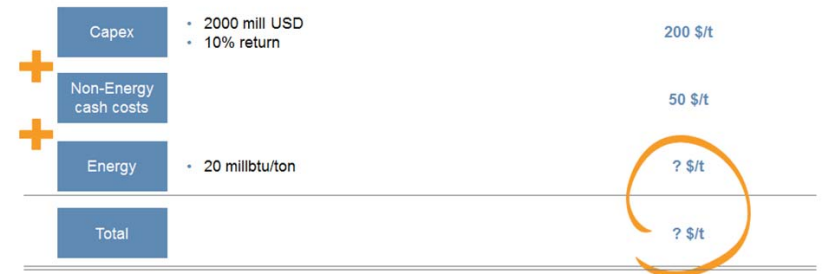 Capex
• 2000 mill USD
• 10% return
200 $/t
Non-Energy
cash costs
50 $/t
Energy
• 20 millbtu/ton
? $/t
Total
? $/t